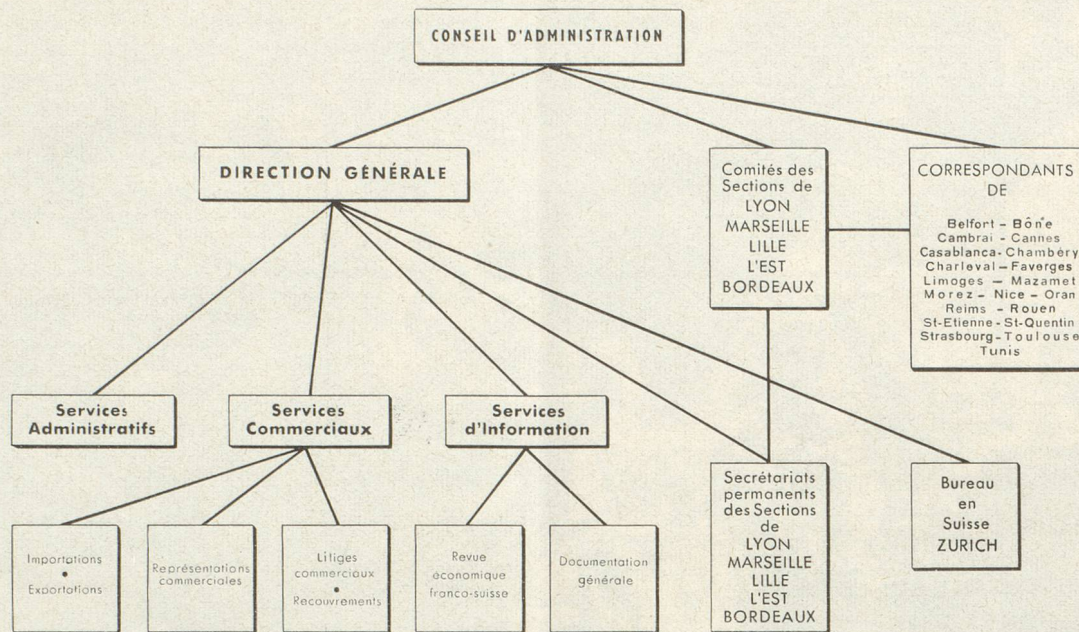 CONSEIL D'ADMINISTRATION
DIRECTION GÉNÉRALE
Comités des
Sections de
LYON
MARSEILLE
LILLE
L'EST
BORDEAUX
CORRESPONDANTS
DE
Belfort - Bône
Cambrai - Cannes
Casablanca - Chambéry
Charleval - Faverges
Limoges - Mazamet
Morez - Nice - Oran
Reims - Rouen
St-Etienne - St-Quentin
Strasbourg - Toulouse
Tunis
Services
Administratifs
Services
Commerciaux
Services
d'Information
Importations
•
Exportations
Représentations
commerciales
Litiges
commerciaux
•
Recouvrements
Revue
économique
franco-suisse
Documentation
générale
Secrétariats
permanents
des Sections
de
LYON
MARSEILLE
LILLE
L'EST
BORDEAUX
Bureau
en
Suisse
ZURICH